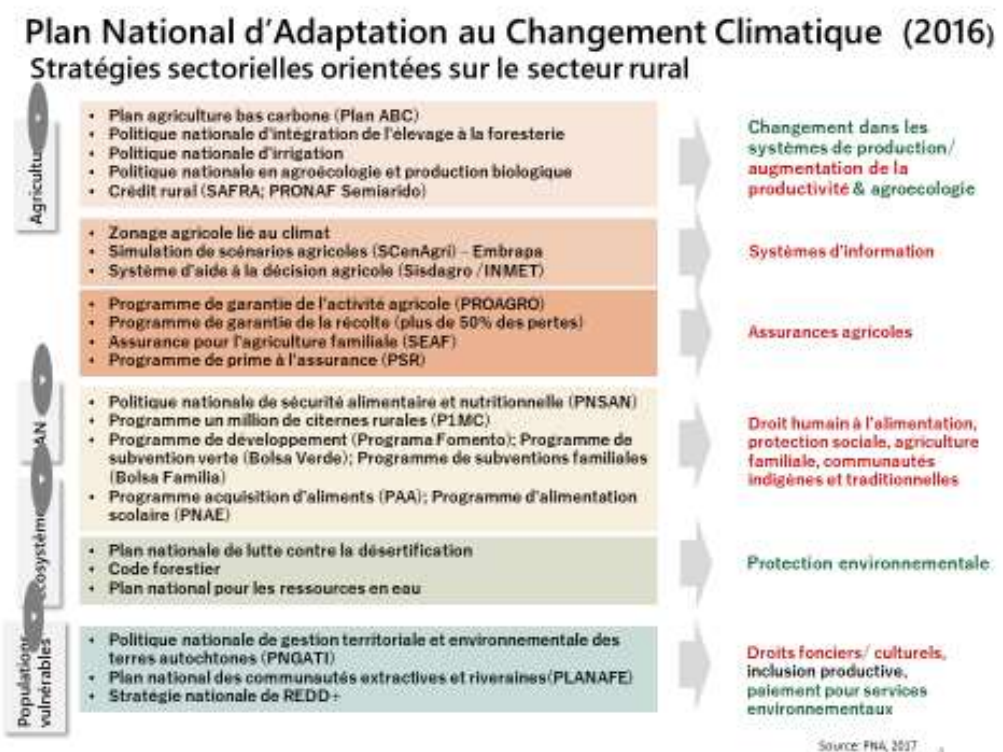 Plan National d'Adaptation au Changement Climatique (2016)
Stratégies sectorielles orientées sur le secteur rural
• Plan agriculture bas carbone (Plan ABC)
• Politique nationale d'intégration de l'élevage à la foresterie
• Politique nationale d'irrigation
• Politique nationale en agroécologie et production biologique
• Crédit rural (SAFRA; PRONAF Semiarido)
Changement dans les
systèmes de production/
augmentation de la
productivité & agroecologie
• Zonage agricole lié au climat
• Simulation de scénarios agricoles (SCenAgri) – Embrapa
• Système d'aide à la décision agricole (Sisdagro /INMET)
Systèmes d'information
• Programme de garantie de l'activité agricole (PROAGRO)
• Programme de garantie de la récolte (plus de 50% des pertes)
• Assurance pour l'agriculture familiale (SEAF)
• Programme de prime à l'assurance (PSR)
Assurances agricoles
• Politique nationale de sécurité alimentaire et nutritionnelle (PNSAN)
• Programme un million de citernes rurales (P1MC)
• Programme de développement (Programa Fomento); Programme de
subvention verte (Bolsa Verde); Programme de subventions familiales
(Bolsa Familia)
• Programme acquisition d'aliments (PAA); Programme d'alimentation
scolaire (PNAE)
Droit humain à l'alimentation,
protection sociale, agriculture
familiale, communautés
indigènes et traditionnelles
• Plan nationale de lutte contre la désertification
• Code forestier
• Plan national pour les ressources en eau
Protection environnementale
Populations
vulnérables
• Politique nationale de gestion territoriale et environnementale des
terres autochtones (PNGATI)
• Plan national des communautés extractives et riveraines(PLANAFE)
• Stratégie nationale de REDD+
Droits fonciers/ culturels,
inclusion productive,
paiement pour services
environnementaux
Source: PNA, 2017